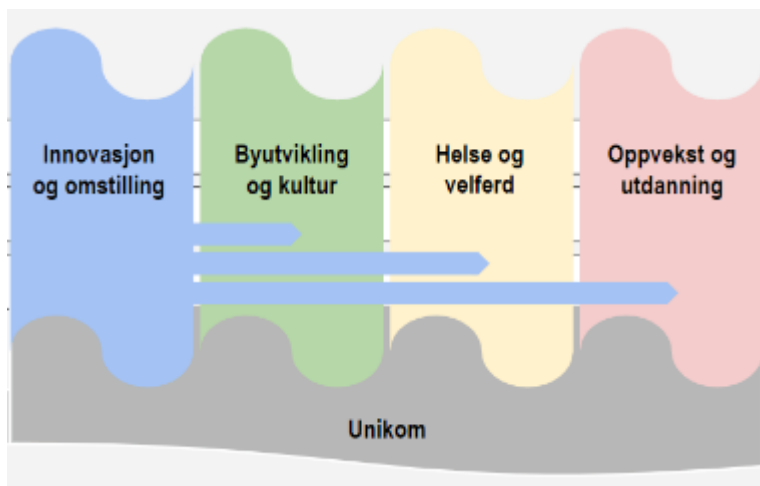 Innovasjon
og omstilling
Byutvikling
og kultur
Helse og
velferd
Oppvekst og
utdanning
Unikom